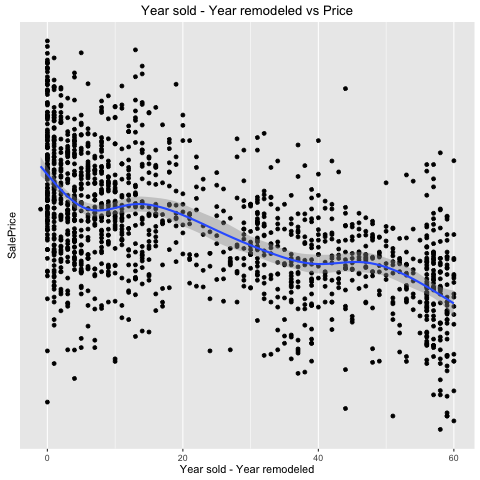 Year sold - Year remodeled vs Price
SalePrice
0 20 40 60
Year sold - Year remodeled